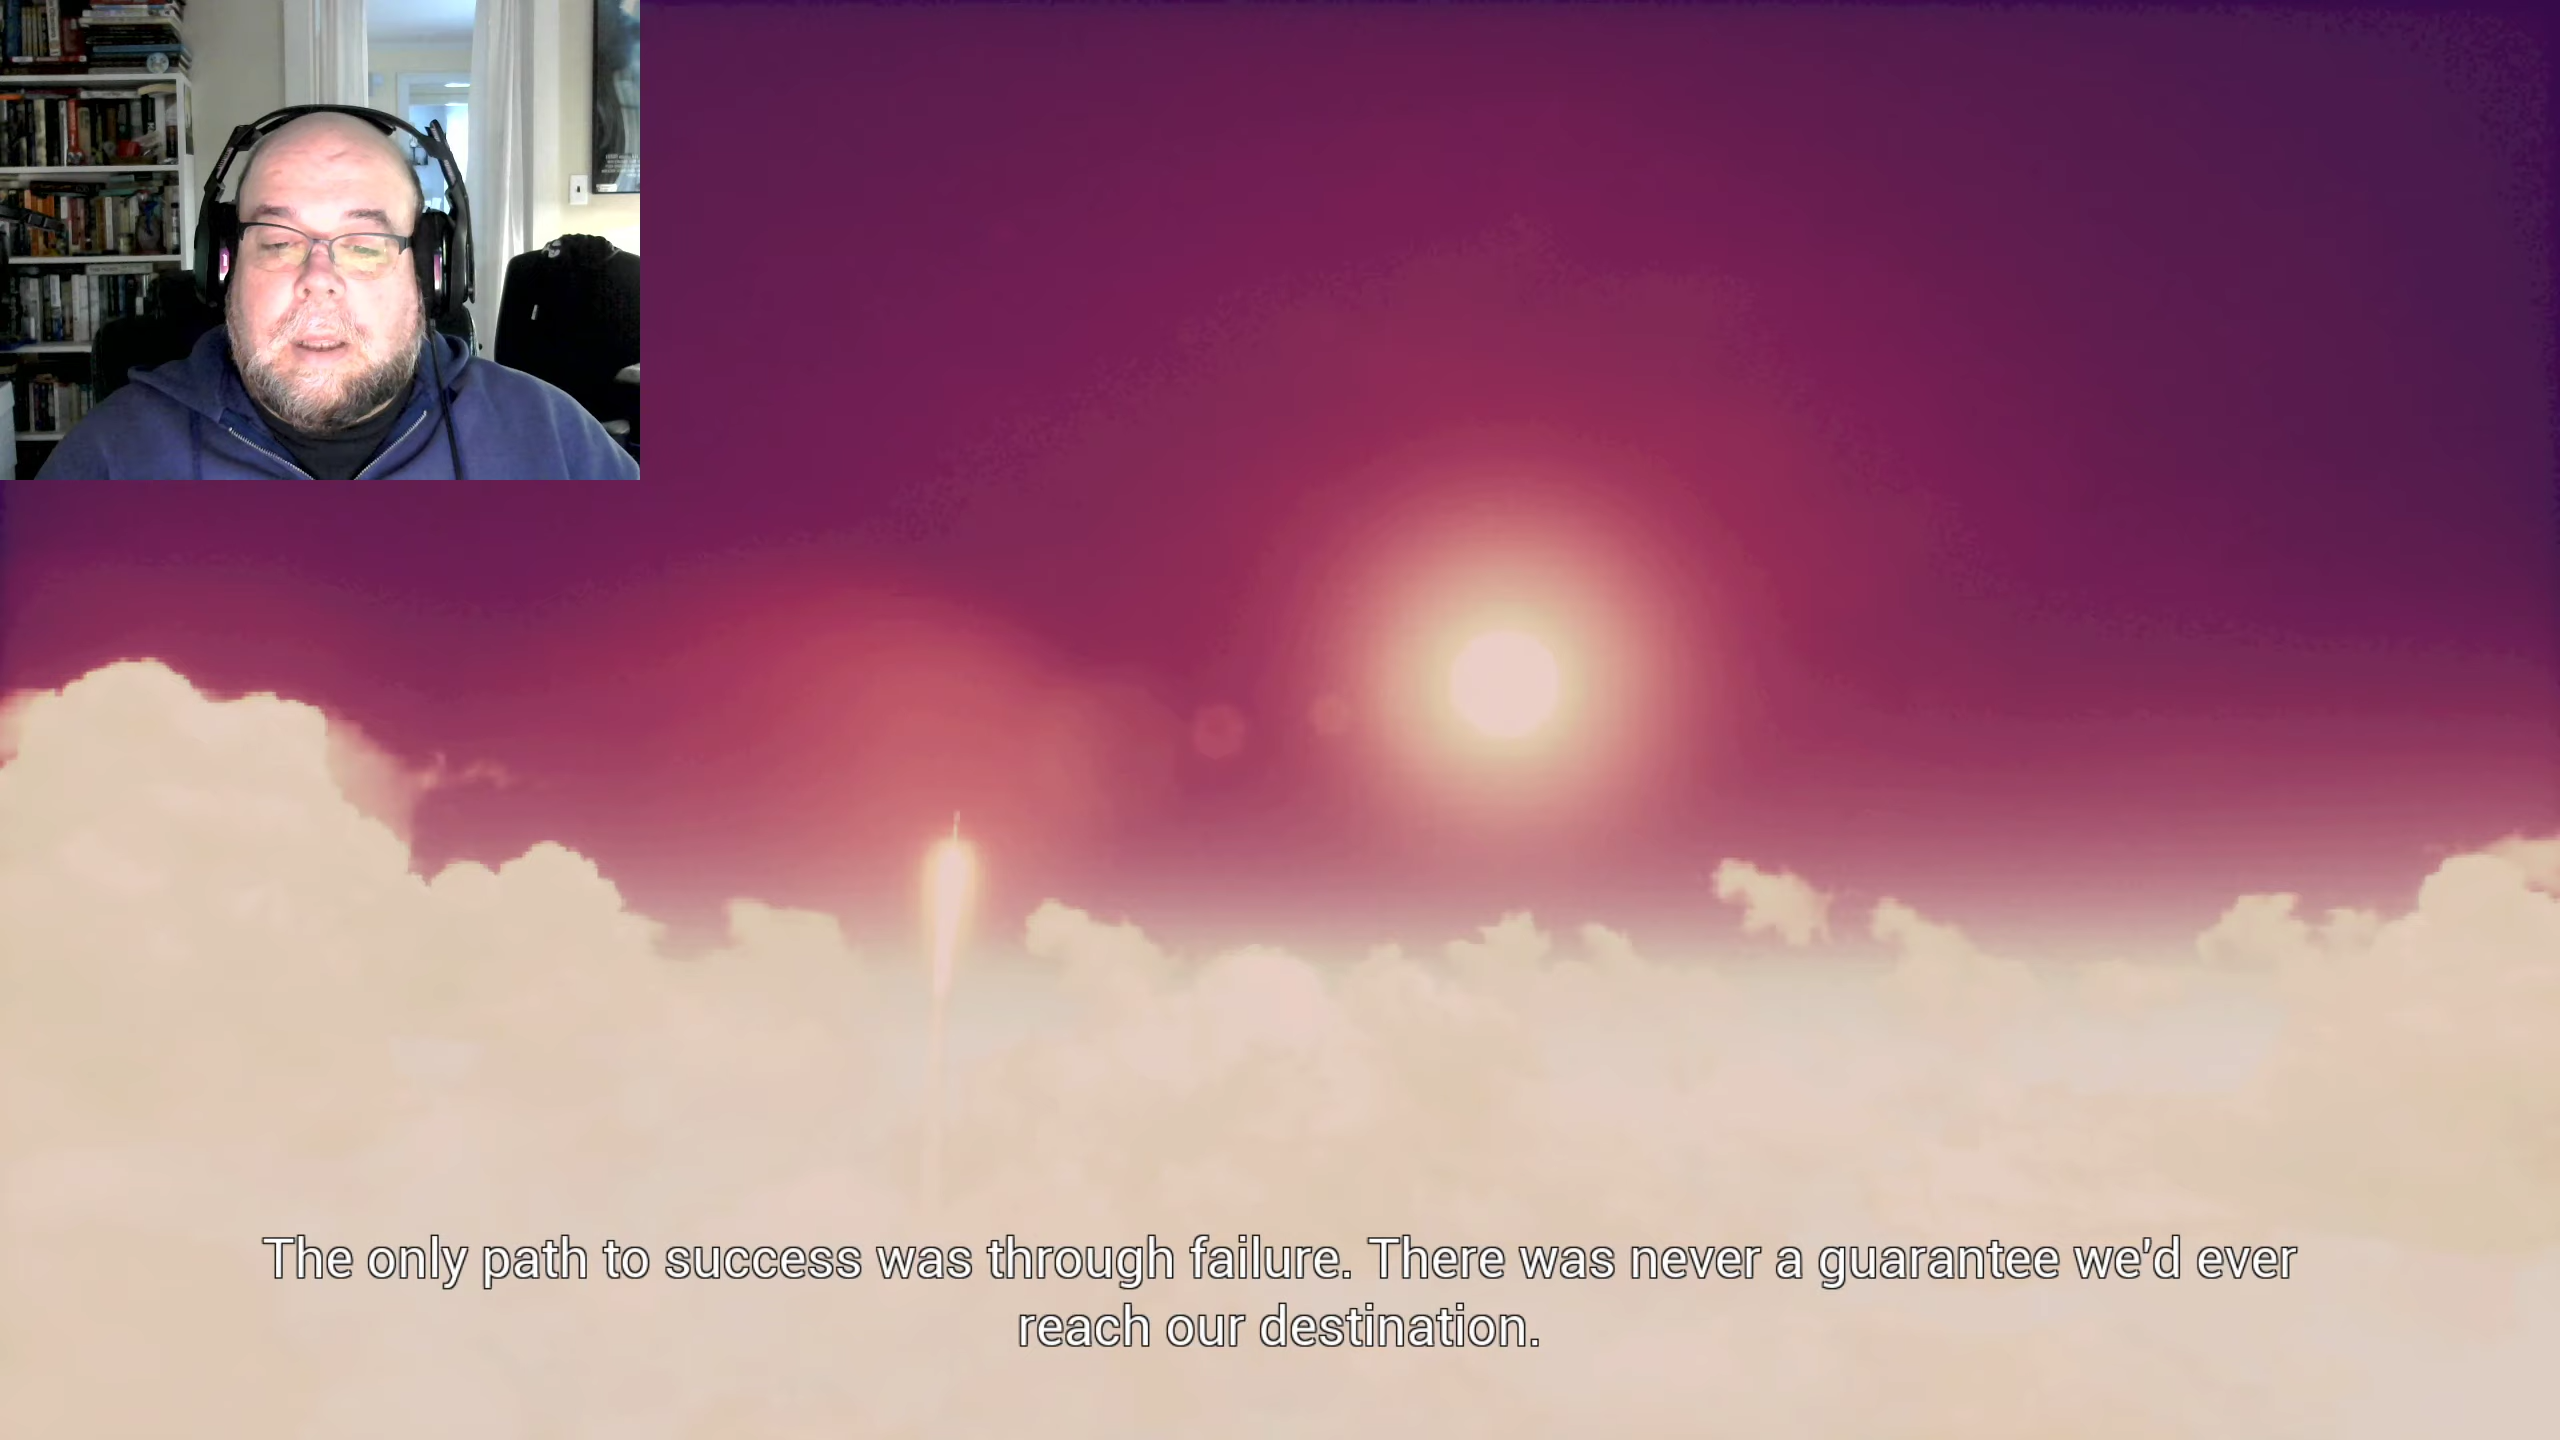 The only path to success was through failure. There was never a guarantee we'd ever
reach our destination.